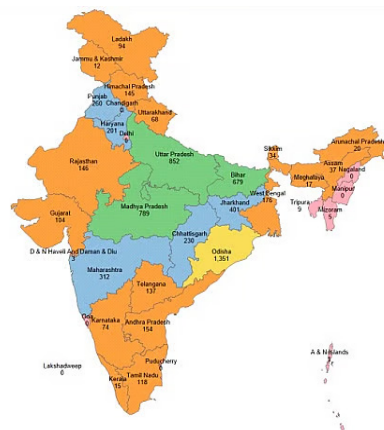 Ladakh
94
Jammu & Kashmir
12
Himachal Pradesh
145
Punjab
260
Chandigarh
0
Uttarakhand
68
Haryana
281
Delhi
Rajasthan
146
Uttar Pradesh
852
Bihar
679
Sikkim
34
Arunachal Pradesh
20
Assam
37
Nagaland
0
Meghalaya
17
Manipur
0
Tripura
9
Mizoram
5
West Bengal
176
Jharkhand
401
Gujarat
104
Madhya Pradesh
789
Chhattisgarh
230
Odisha
1,351
D & N Haveli And Daman & Diu
3
Maharashtra
312
Telangana
137
Goa
0
Karnataka
74
Andhra Pradesh
154
Lakshadweep
0
Kerala
15
Tamil Nadu
118
Puducherry
0
A & N Islands